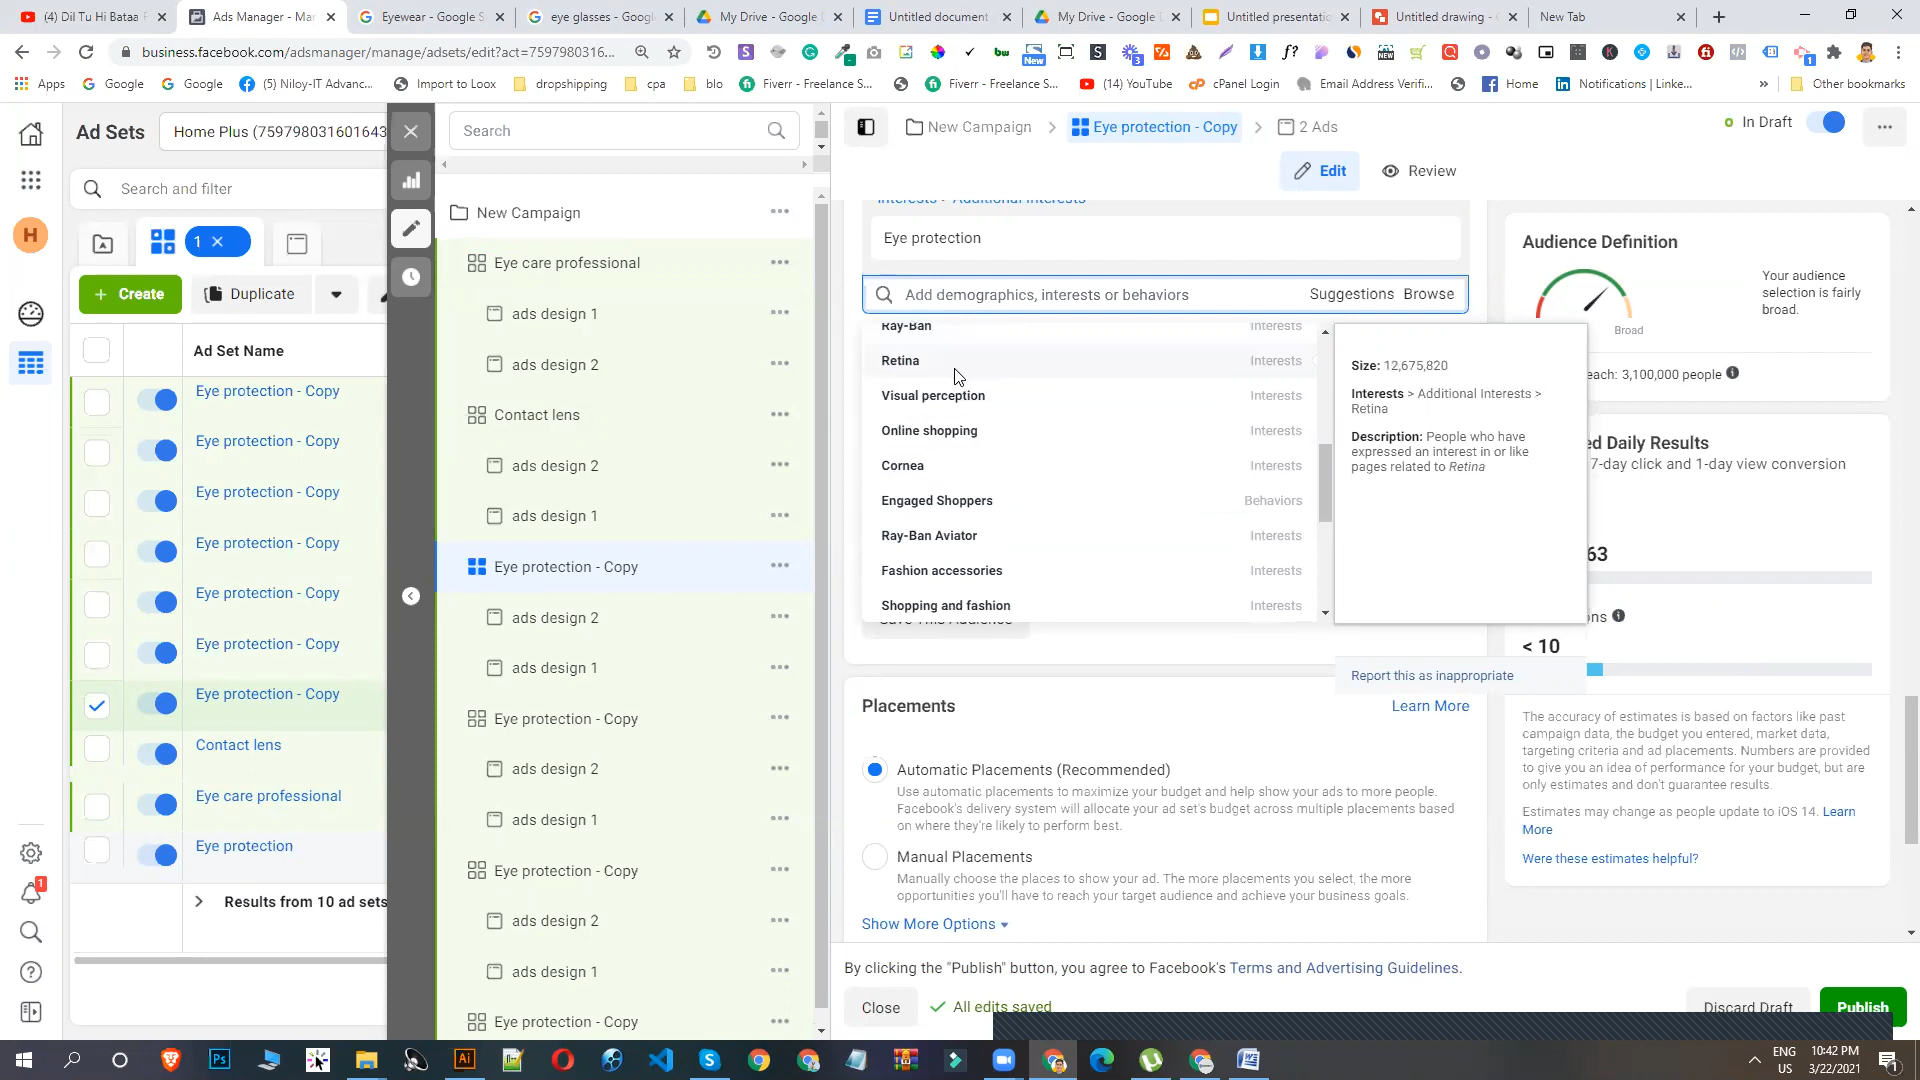 (4) Dil Tu Hi Bataa F
Ads Manager - Man
Eyewear - Google S
eye glasses - Googl
My Drive - Google D
Untitled document
My Drive - Google D
Untitled presentatio
Untitled drawing - G
New Tab
business.facebook.com/adsmanager/manage/adsets/edit?act=7597980316...
Apps
Google
Google
(5) Niloy-IT Advanc...
Import to Loox
dropshipping
cpa
blo
Fiverr - Freelance S...
Fiverr - Freelance S...
(14) YouTube
cPanel Login
Email Address Verifi...
Home
Notifications | Linke...
Other bookmarks
Ad Sets
Home Plus (759798031601643
Search and filter
H
1
Create
Duplicate
Ad Set Name
Eye protection - Copy
Eye protection - Copy
Eye protection - Copy
Eye protection - Copy
Eye protection - Copy
Eye protection - Copy
Eye protection - Copy
Contact lens
Eye care professional
Eye protection
Results from 10 ad sets
1
Search
New Campaign
Eye care professional
ads design 1
ads design 2
Contact lens
ads design 2
ads design 1
Eye protection - Copy
ads design 2
ads design 1
Eye protection - Copy
ads design 2
ads design 1
Eye protection - Copy
ads design 2
ads design 1
Eye protection - Copy
New Campaign
Eye protection - Copy
2 Ads
In Draft
Edit
Review
Interests > Additional Interests
Eye protection
Add demographics, interests or behaviors
Suggestions
Browse
Ray-Ban Interests
Retina Interests
Visual perception Interests
Online shopping Interests
Cornea Interests
Engaged Shoppers Behaviors
Ray-Ban Aviator Interests
Fashion accessories Interests
Shopping and fashion Interests
Save This Audience
Size: 12,675,820
Interests > Additional Interests >
Retina
Description: People who have
expressed an interest in or like
pages related to Retina
Report this as inappropriate
Placements
Learn More
Automatic Placements (Recommended)
Use automatic placements to maximize your budget and help show your ads to more people.
Facebook's delivery system will allocate your ad set's budget across multiple placements based
on where they're likely to perform best.
Manual Placements
Manually choose the places to show your ad. The more placements you select, the more
opportunities you'll have to reach your target audience and achieve your business goals.
Show More Options
By clicking the "Publish" button, you agree to Facebook's Terms and Advertising Guidelines.
Close
All edits saved
Discard Draft
Publish
Audience Definition
Your audience
selection is fairly
broad.
Broad
each: 3,100,000 people
ed Daily Results
7-day click and 1-day view conversion
63
ns
< 10
The accuracy of estimates is based on factors like past
campaign data, the budget you entered, market data,
targeting criteria and ad placements. Numbers are provided
to give you an idea of performance for your budget, but are
only estimates and don't guarantee results.
Estimates may change as people update to iOS 14. Learn
More
Were these estimates helpful?
ENG
US
10:42 PM
3/22/2021